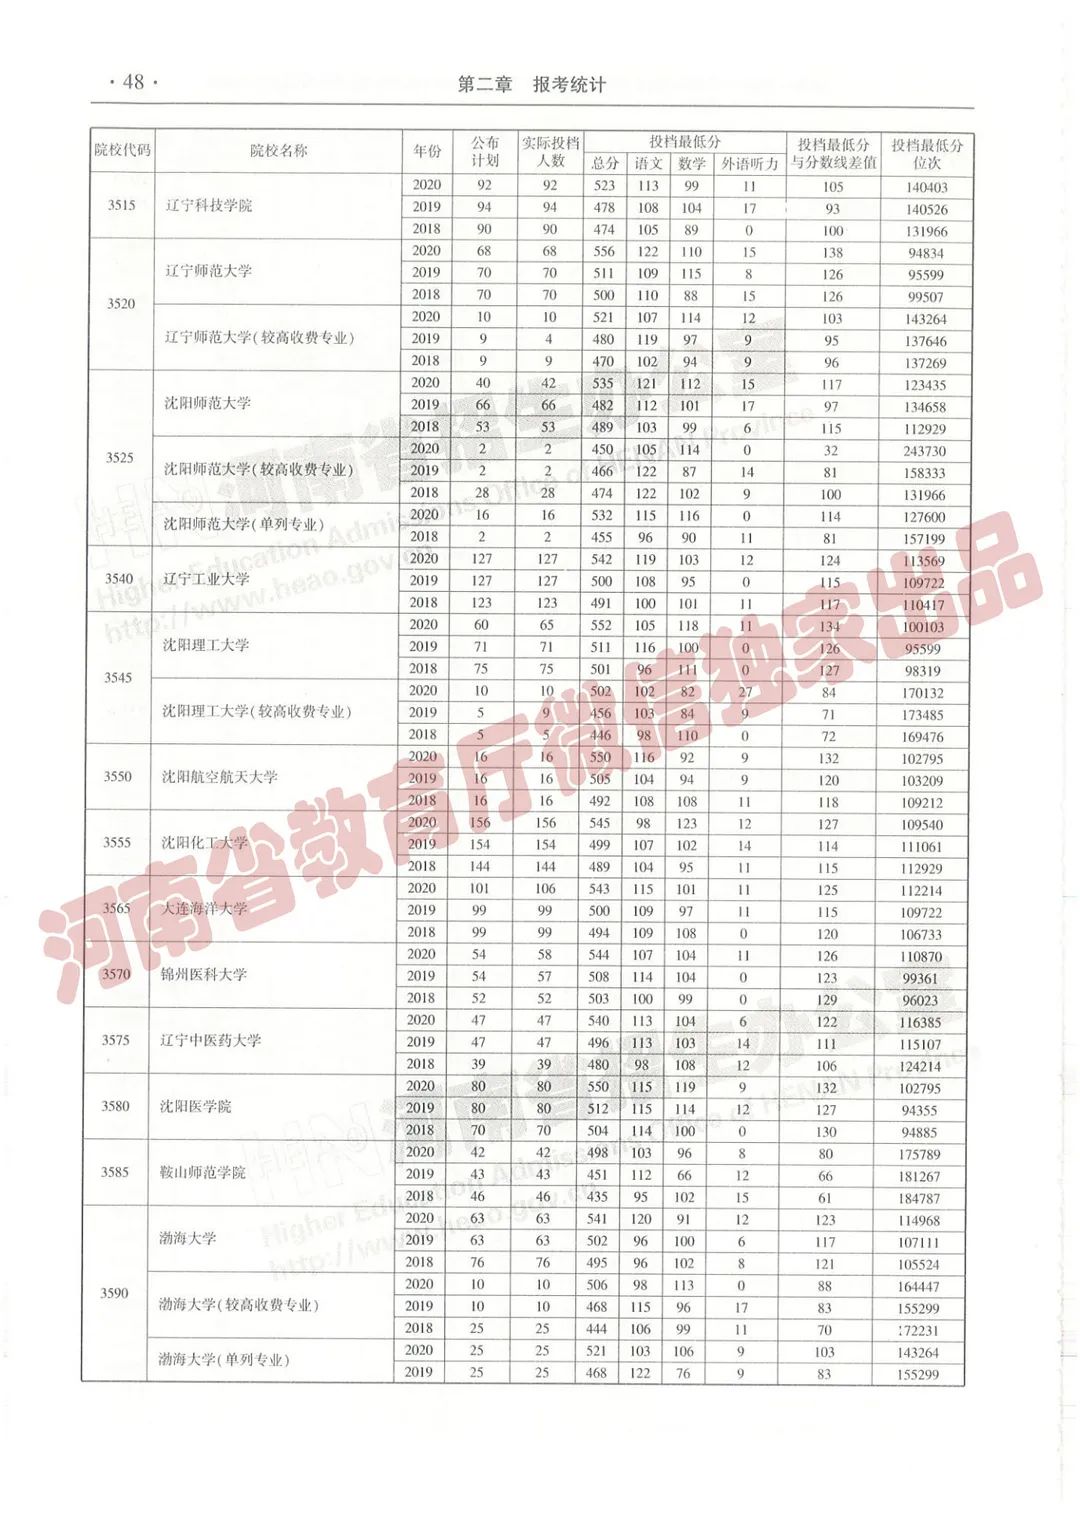 · 48 ·
第二章 报考统计
院校代码 院校名称 年份 公布计划 实际投档人数 投档最低分 投档最低分与分数线差值 投档最低分位次
总分 语文 数学 外语听力
3515 辽宁科技学院 2020 92 92 523 113 99 11 105 140403
2019 94 94 478 108 104 17 93 140526
2018 90 90 474 105 89 0 100 131966
3520 辽宁师范大学 2020 68 68 556 122 110 15 138 94834
2019 70 70 511 109 115 8 126 95599
2018 70 70 500 110 88 15 126 99507
辽宁师范大学(较高收费专业) 2020 10 10 521 107 114 12 103 143264
2019 9 4 480 119 97 9 95 137646
2018 9 9 470 102 94 9 96 137269
3525 沈阳师范大学 2020 40 42 535 121 112 15 117 123435
2019 66 66 482 112 101 17 97 134658
2018 53 53 489 103 99 6 115 112929
沈阳师范大学(较高收费专业) 2020 2 2 450 105 114 0 32 243730
2019 2 2 466 122 87 14 81 158333
2018 28 28 474 122 102 9 100 131966
沈阳师范大学(单列专业) 2020 16 16 532 115 116 0 114 127600
2018 2 2 455 96 90 11 81 157199
3540 辽宁工业大学 2020 127 127 542 119 103 12 124 113569
2019 127 127 500 108 95 0 115 109722
2018 123 123 491 100 101 11 117 110417
3545 沈阳理工大学 2020 60 65 552 105 118 11 134 100103
2019 71 71 511 116 100 0 126 95599
2018 75 75 501 96 111 0 127 98319
沈阳理工大学(较高收费专业) 2020 10 10 502 102 82 27 84 170132
2019 5 9 456 103 84 9 71 173485
2018 5 5 446 98 110 0 72 169476
3550 沈阳航空航天大学 2020 16 16 550 116 92 9 132 102795
2019 16 16 505 104 94 9 120 103209
2018 16 16 492 108 108 11 118 109212
3555 沈阳化工大学 2020 156 156 545 98 123 12 127 109540
2019 154 154 499 107 102 14 114 111061
2018 144 144 489 104 95 11 115 112929
3565 大连海洋大学 2020 101 106 543 115 101 11 125 112214
2019 99 99 500 109 97 11 115 109722
2018 99 99 494 109 108 0 120 106733
3570 锦州医科大学 2020 54 58 544 107 104 11 126 110870
2019 54 57 508 114 104 0 123 99361
2018 52 52 503 100 99 0 129 96023
3575 辽宁中医药大学 2020 47 47 540 113 104 6 122 116385
2019 47 47 496 113 103 14 111 115107
2018 39 39 480 98 108 12 106 124214
3580 沈阳医学院 2020 80 80 550 115 119 9 132 102795
2019 80 80 512 115 114 12 127 94355
2018 70 70 504 114 100 0 130 94885
3585 鞍山师范学院 2020 42 42 498 103 96 8 80 175789
2019 43 43 451 112 66 12 66 181267
2018 46 46 435 95 102 15 61 184787
3590 渤海大学 2020 63 63 541 120 91 12 123 114968
2019 63 63 502 96 100 6 117 107111
2018 76 76 495 96 102 8 121 105524
渤海大学(较高收费专业) 2020 10 10 506 98 113 0 88 164447
2019 10 10 468 115 96 17 83 155299
2018 25 25 444 106 99 11 70 172231
渤海大学(单列专业) 2020 25 25 521 103 106 9 103 143264
2019 25 25 468 122 76 9 83 155299
河南省教育厅微信独家出品
河南省招生办公室
Higher Education Admissions Office of HENAN Province
http://www.heao.gov.cn
河南省招生办公室
Higher Education Admissions Office of HENAN Province
http://www.heao.gov.cn